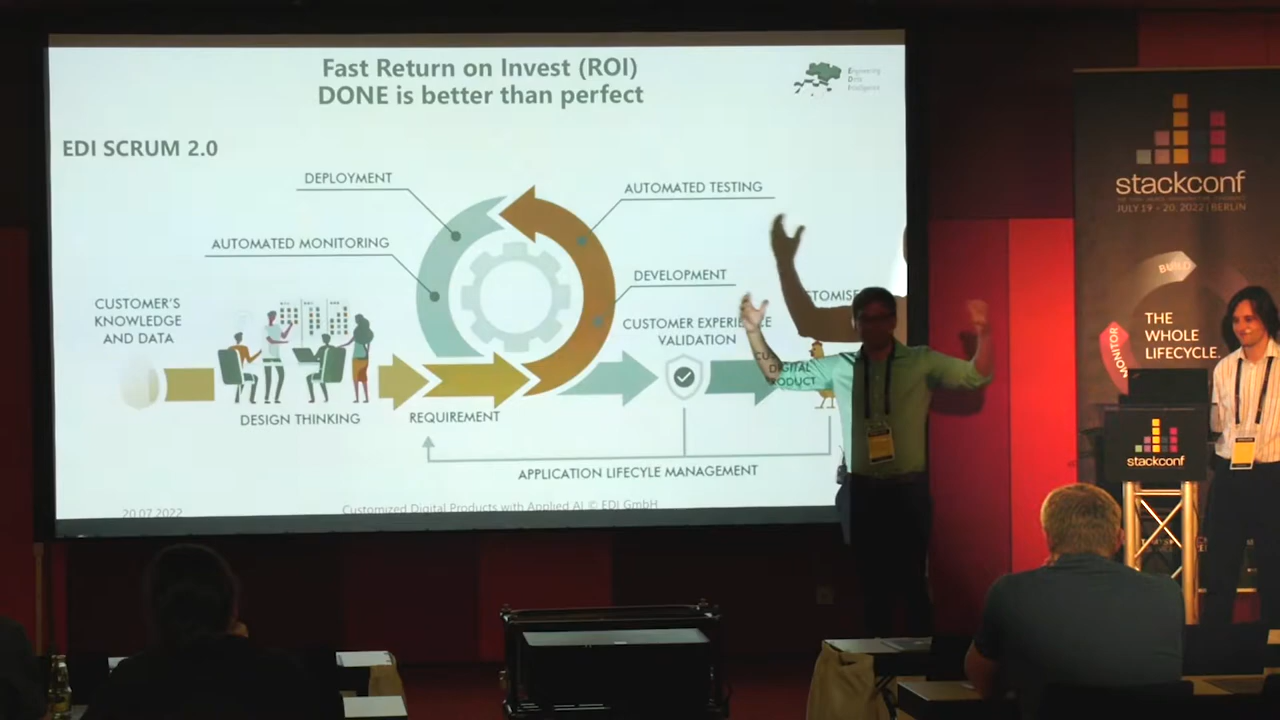 Fast Return on Invest (ROI)
DONE is better than perfect
Engineering
Data
Intelligence
EDI SCRUM 2.0
DEPLOYMENT
AUTOMATED TESTING
AUTOMATED MONITORING
DEVELOPMENT
CUSTOMER'S
KNOWLEDGE
AND DATA
CUSTOMER EXPERIENCE
VALIDATION
DIGITAL
DESIGN THINKING
REQUIREMENT
APPLICATION LIFECYLE MANAGEMENT
20.07.2022
Customized Digital Products with Applied AI © EDI GmbH
stackconf
JULY 19 – 20, 2022 | BERLIN
BUILD
MONITOR
THE
WHOLE
LIFECYCLE.
stackconf